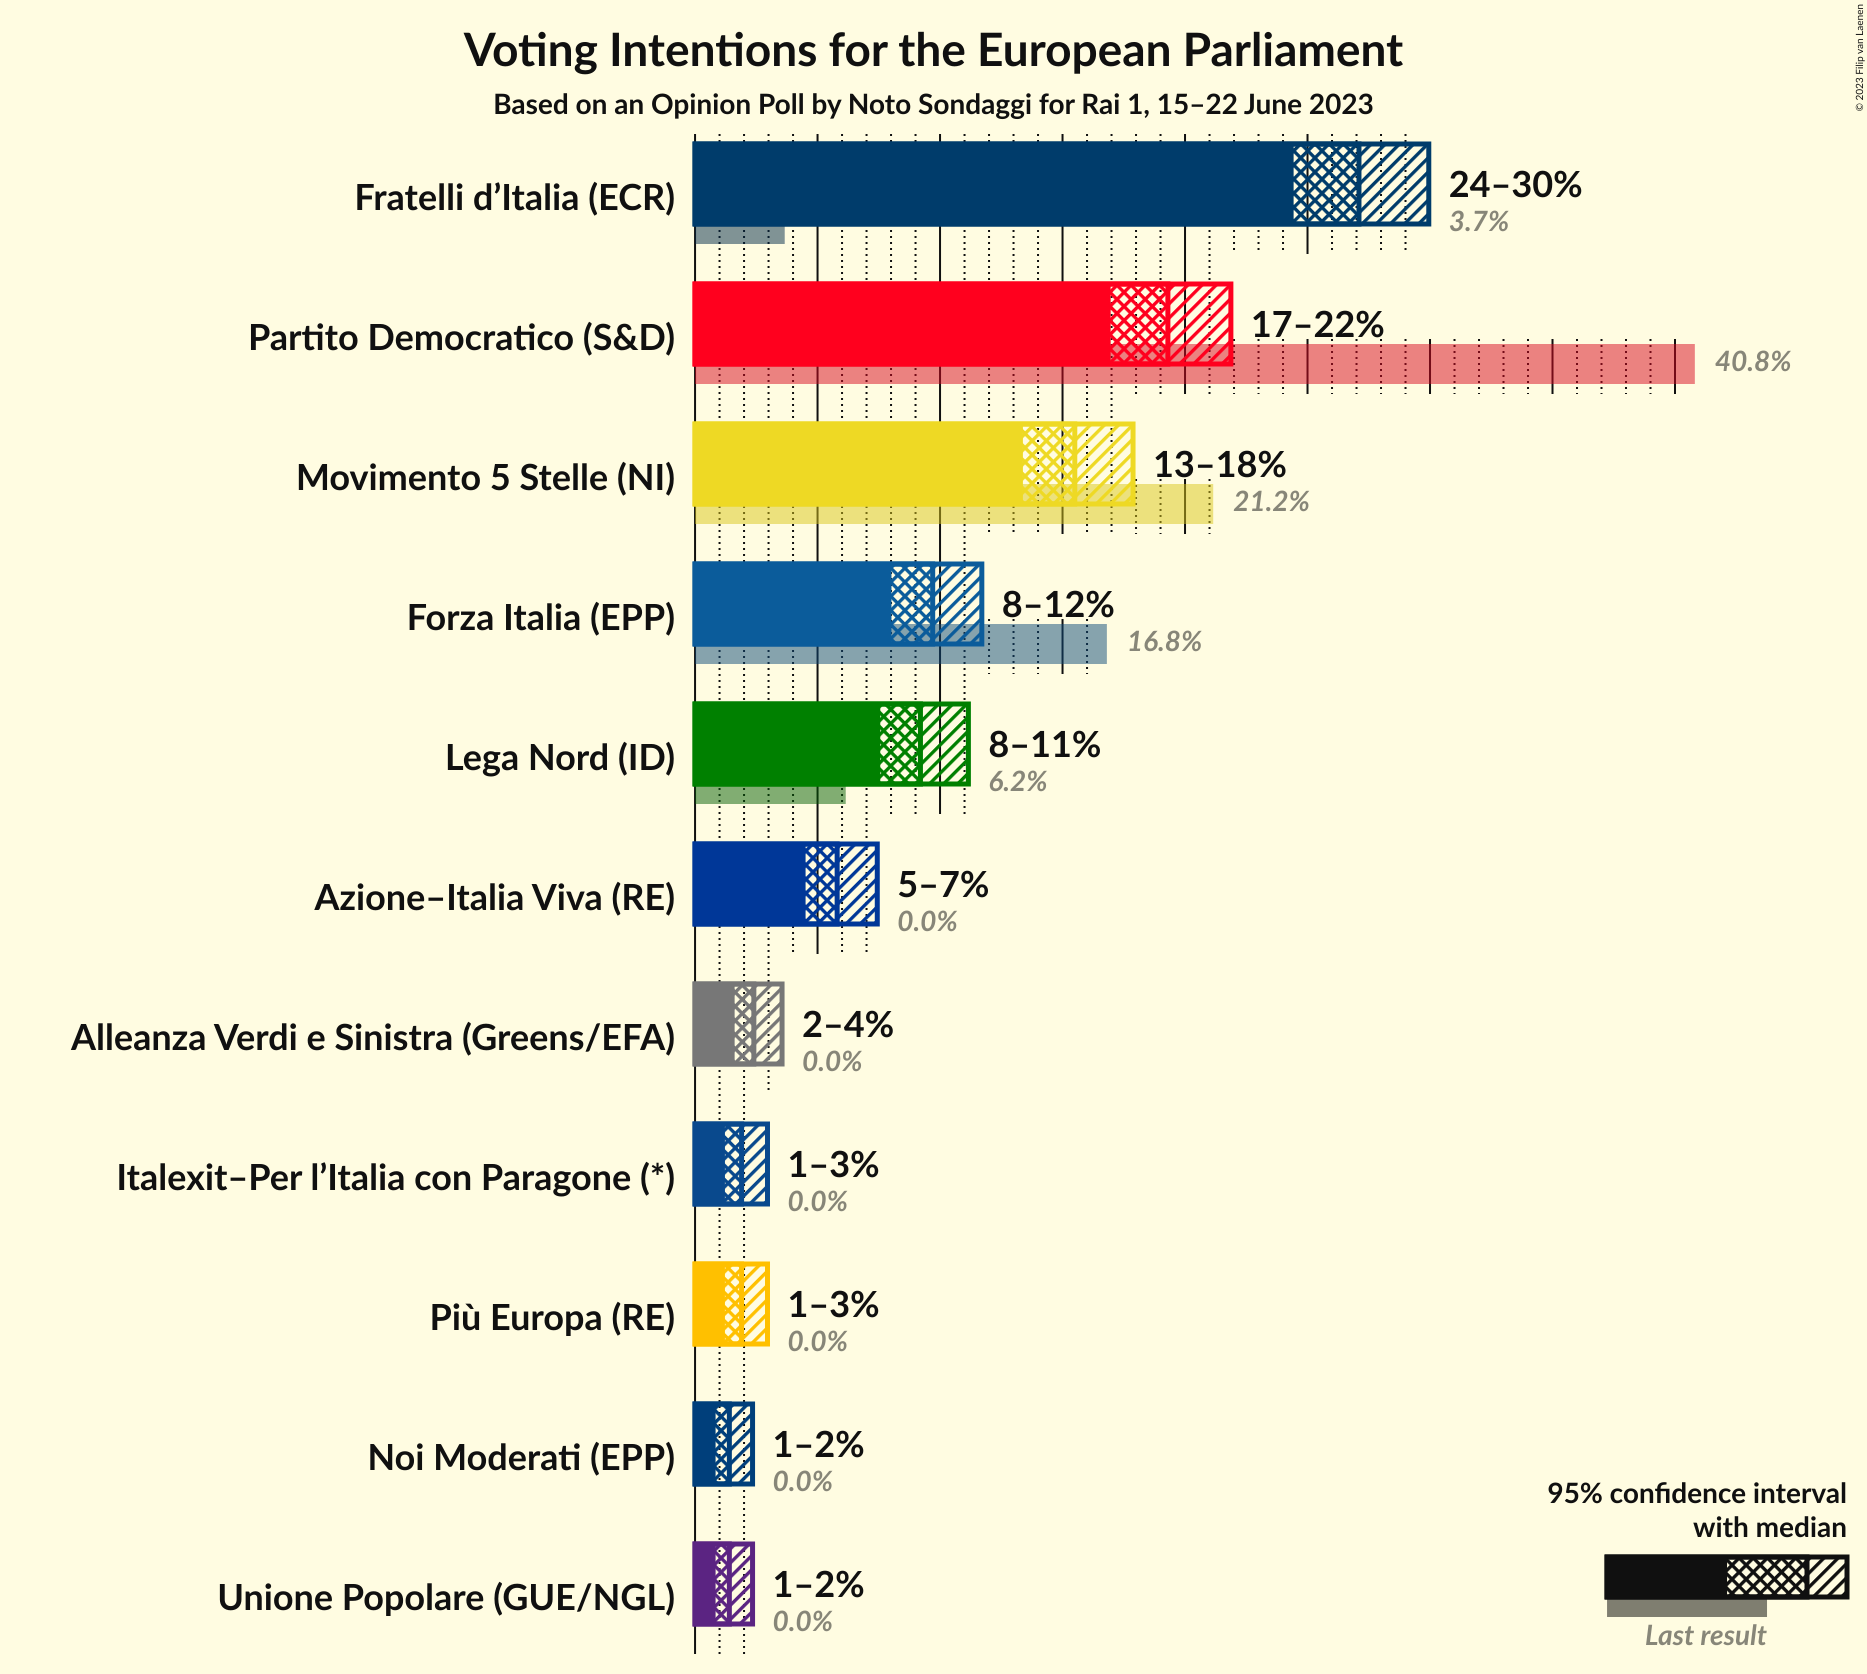 Voting Intentions for the European Parliament
Based on an Opinion Poll by Noto Sondaggi for Rai 1, 15–22 June 2023
© 2023 Filip van Laenen
Fratelli d’Italia (ECR)
24–30%
3.7%
Partito Democratico (S&D)
17–22%
40.8%
Movimento 5 Stelle (NI)
13–18%
21.2%
Forza Italia (EPP)
8–12%
16.8%
Lega Nord (ID)
8–11%
6.2%
Azione–Italia Viva (RE)
5–7%
0.0%
Alleanza Verdi e Sinistra (Greens/EFA)
2–4%
0.0%
Italexit–Per l’Italia con Paragone (*)
1–3%
0.0%
Più Europa (RE)
1–3%
0.0%
Noi Moderati (EPP)
1–2%
0.0%
Unione Popolare (GUE/NGL)
1–2%
0.0%
95% confidence interval
with median
Last result